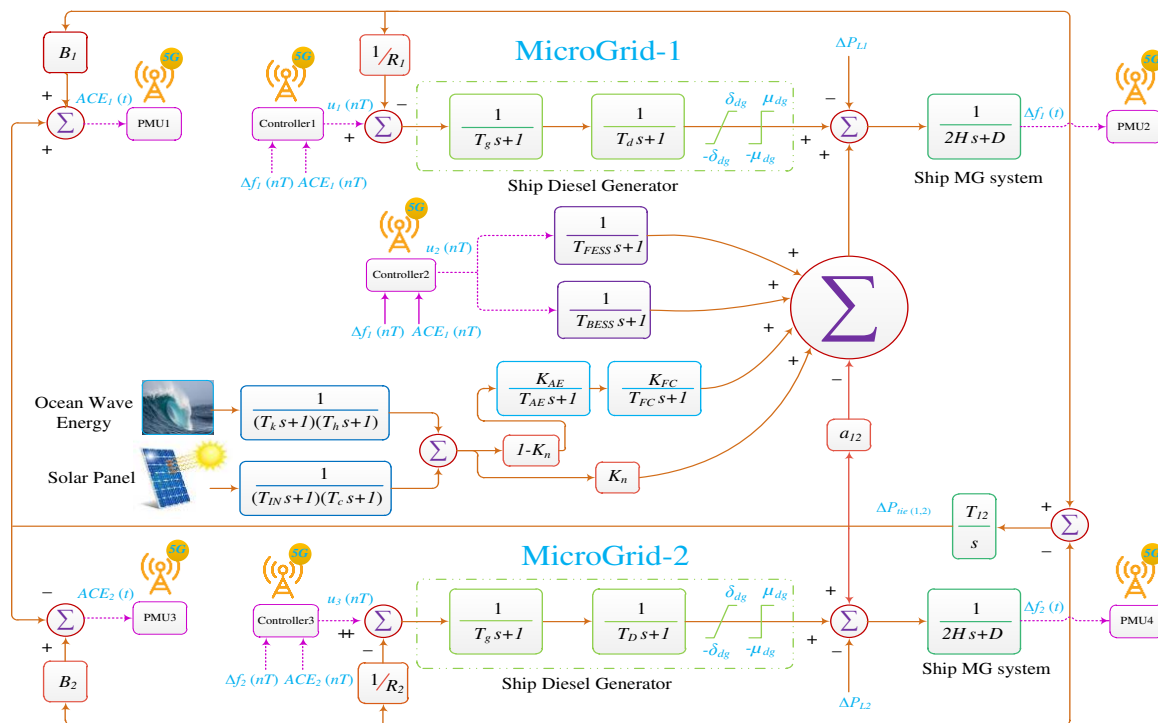 MicroGrid-1
B1
5G
ACE1 (t)
PMU1
+
+
Σ
5G
Controller1
u1 (nT)
Δf1 (nT) ACE1 (nT)
1/R1
−
+
Σ
1
Tg s+1
1
Td s+1
δdg
-δdg
μdg
-μdg
Ship Diesel Generator
ΔPL1
−
+
+
Σ
1
2H s+D
Ship MG system
Δf1 (t)
5G
PMU2
5G
Controller2
u2 (nT)
Δf1 (nT) ACE1 (nT)
1
TFESS s+1
1
TBESS s+1
+
+
+
+
−
Σ
KAE
TAE s+1
KFC
TFC s+1
Ocean Wave
Energy
1
(Tk s+1)(Th s+1)
Solar Panel
1
(TIN s+1)(Tc s+1)
Σ
1-Kn
Kn
a12
ΔPtie (1,2)
T12
s
+
−
Σ
MicroGrid-2
5G
ACE2 (t)
PMU3
−
+
Σ
B2
5G
Controller3
u3 (nT)
Δf2 (nT) ACE2 (nT)
++
−
Σ
1/R2
1
Tg s+1
1
TD s+1
δdg
-δdg
μdg
-μdg
Ship Diesel Generator
+
+
−
Σ
ΔPL2
1
2H s+D
Ship MG system
Δf2 (t)
5G
PMU4